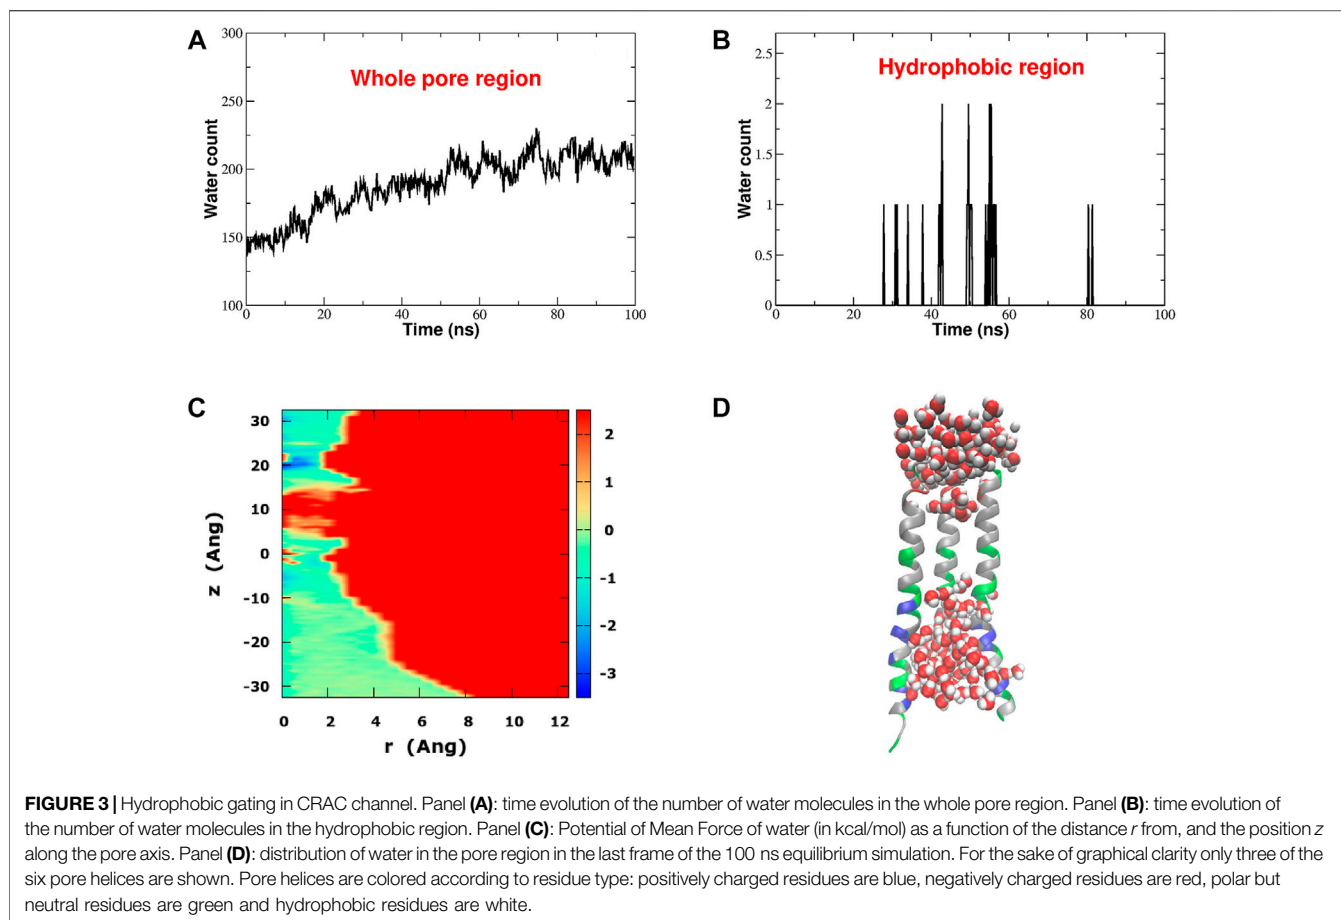 A
Whole pore region
300
250
200
150
100
Water count
0
20
40
60
80
100
Time (ns)
B
Hydrophobic region
2.5
2
1.5
1
0.5
0
Water count
0
20
40
60
80
100
Time (ns)
C
30
20
10
0
-10
-20
-30
z (Ang)
0
2
4
6
8
10
12
r (Ang)
2
1
0
-1
-2
-3
D
FIGURE 3 | Hydrophobic gating in CRAC channel. Panel (A): time evolution of the number of water molecules in the whole pore region. Panel (B): time evolution of
the number of water molecules in the hydrophobic region. Panel (C): Potential of Mean Force of water (in kcal/mol) as a function of the distance r from, and the position z
along the pore axis. Panel (D): distribution of water in the pore region in the last frame of the 100 ns equilibrium simulation. For the sake of graphical clarity only three of the
six pore helices are shown. Pore helices are colored according to residue type: positively charged residues are blue, negatively charged residues are red, polar but
neutral residues are green and hydrophobic residues are white.